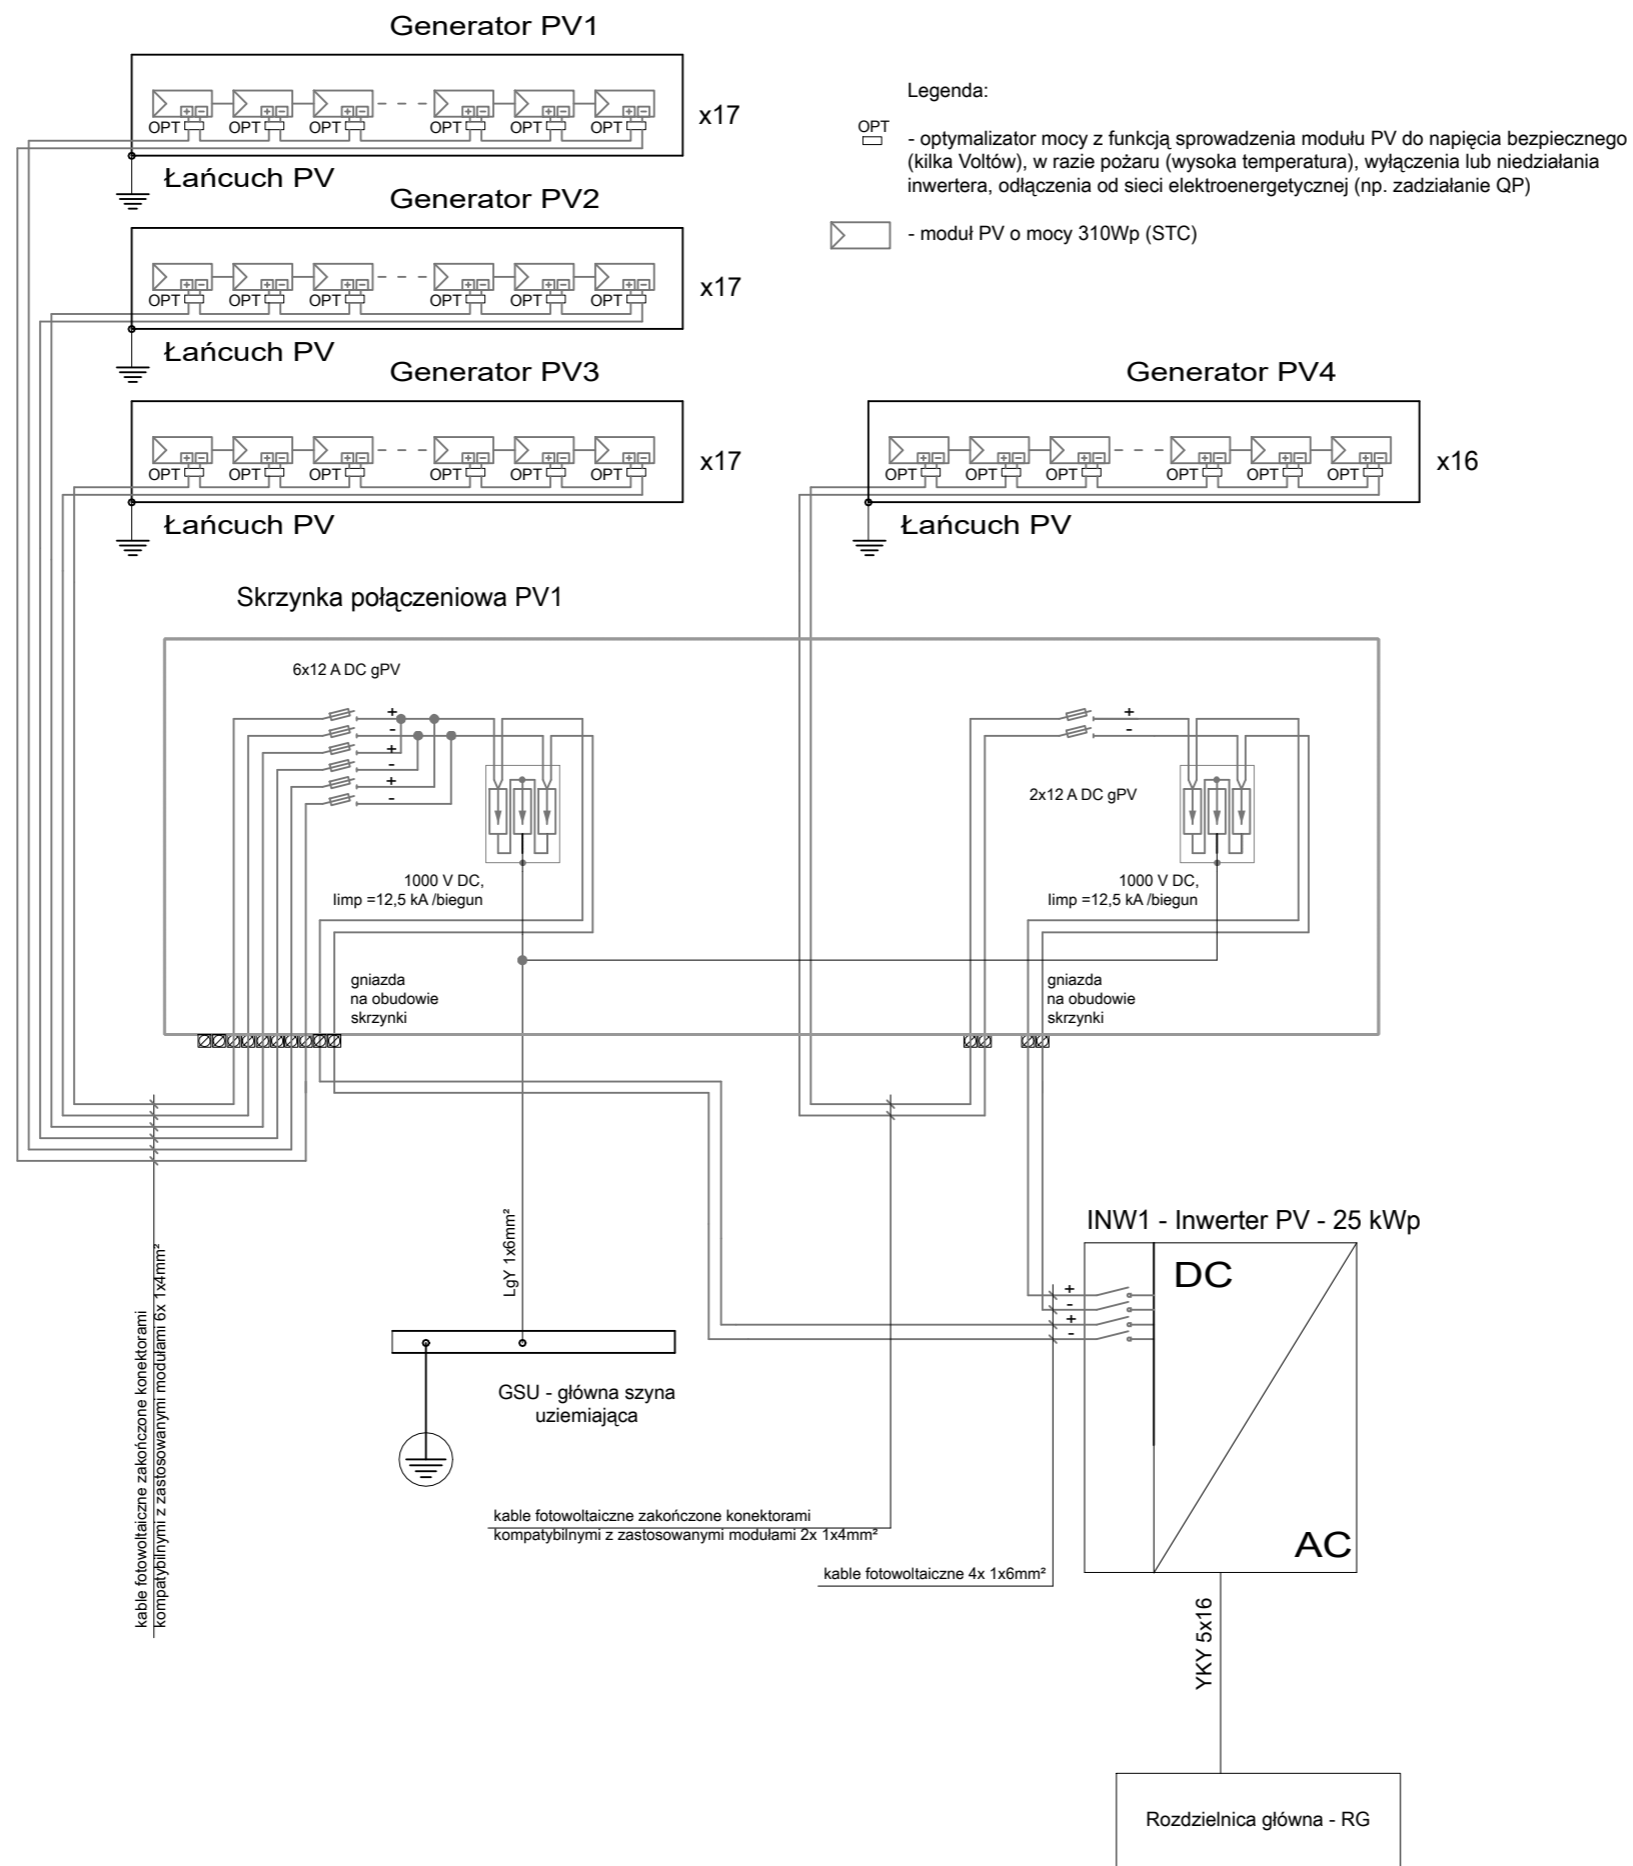 Generator PV1
OPT OPT OPT OPT OPT OPT
x17
Łańcuch PV
Legenda:
OPT
- optymalizator mocy z funkcją sprowadzenia modułu PV do napięcia bezpiecznego
(kilka Voltów), w razie pożaru (wysoka temperatura), wyłączenia lub niedziałania
inwertera, odłączenia od sieci elektroenergetycznej (np. zadziałanie QP)
- moduł PV o mocy 310Wp (STC)
Generator PV2
OPT OPT OPT OPT OPT OPT
x17
Łańcuch PV
Generator PV3
OPT OPT OPT OPT OPT OPT
x17
Łańcuch PV
Generator PV4
OPT OPT OPT OPT OPT OPT
x16
Łańcuch PV
Skrzynka połączeniowa PV1
6x12 A DC gPV
+
-
+
-
+
-
1000 V DC,
Iimp =12,5 kA /biegun
gniazda
na obudowie
skrzynki
+
-
2x12 A DC gPV
1000 V DC,
Iimp =12,5 kA /biegun
gniazda
na obudowie
skrzynki
kable fotowoltaiczne zakończone konektorami
kompatybilnymi z zastosowanymi modułami 6x 1x4mm²
LgY 1x6mm²
GSU - główna szyna
uziemiająca
kable fotowoltaiczne zakończone konektorami
kompatybilnymi z zastosowanymi modułami 2x 1x4mm²
kable fotowoltaiczne 4x 1x6mm²
INW1 - Inwerter PV - 25 kWp
DC
+
-
+
-
AC
YKY 5x16
Rozdzielnica główna - RG